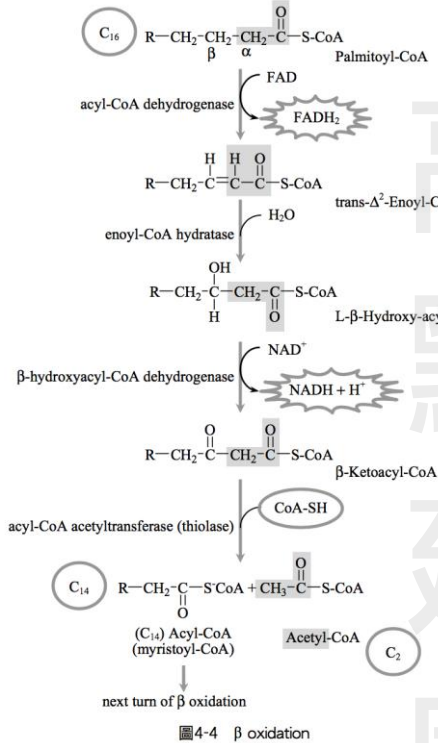 C₁₆
O
R—CH₂—CH₂—CH₂—C—S-CoA
β α
Palmitoyl-CoA
FAD
acyl-CoA dehydrogenase
FADH₂
H H O
R—CH₂—C=C—C—S-CoA
trans-Δ²-Enoyl-C
H₂O
enoyl-CoA hydratase
OH
R—CH₂—C—CH₂—C—S-CoA
H O
L-β-Hydroxy-acy
NAD⁺
β-hydroxyacyl-CoA dehydrogenase
NADH + H⁺
O O
R—CH₂—C—CH₂—C—S-CoA
β-Ketoacyl-CoA
CoA-SH
acyl-CoA acetyltransferase (thiolase)
O
C₁₄ R—CH₂-C—S-CoA + CH₃—C—S-CoA
O
(C₁₄) Acyl-CoA
(myristoyl-CoA)
Acetyl-CoA
C₂
next turn of β oxidation
圖4-4 β oxidation